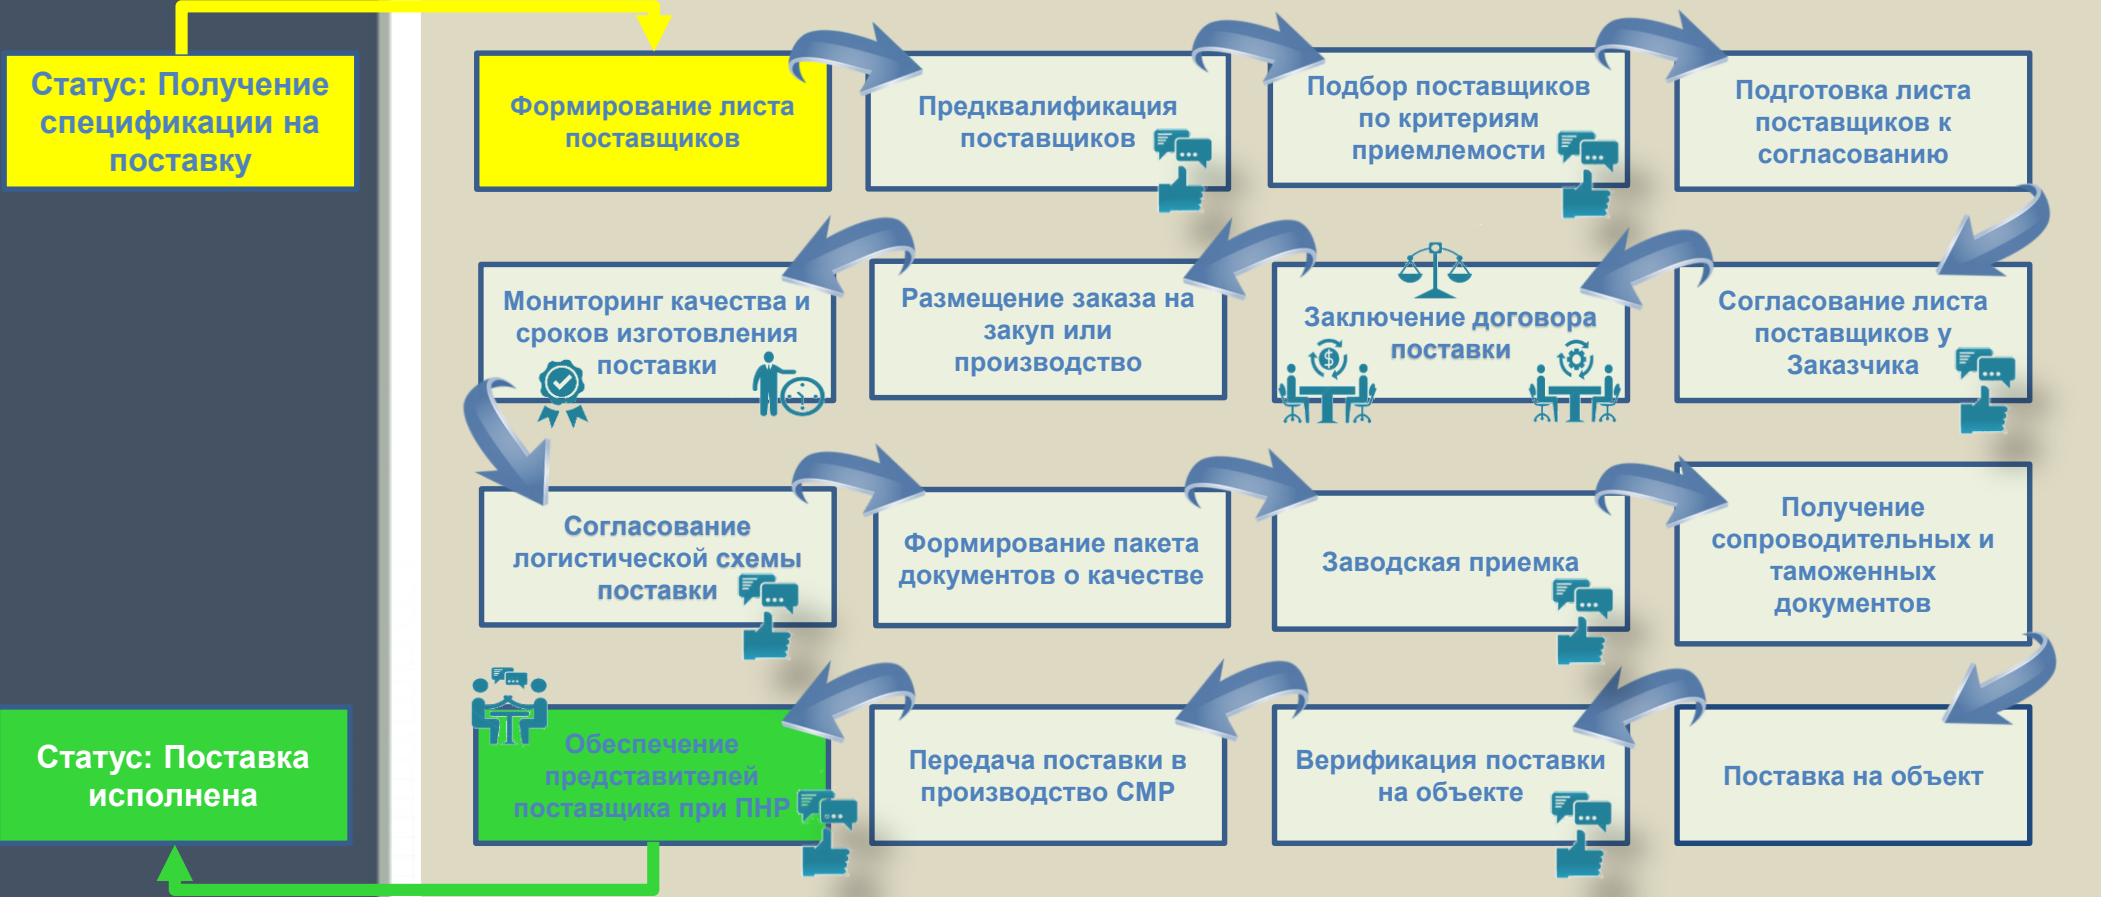 Статус: Получение
спецификации на
поставку
Формирование листа
поставщиков
Предквалификация
поставщиков
Подбор поставщиков
по критериям
приемлемости
Подготовка листа
поставщиков к
согласованию
Согласование листа
поставщиков у
Заказчика
Заключение договора
поставки
Размещение заказа на
закуп или
производство
Мониторинг качества и
сроков изготовления
поставки
Согласование
логистической схемы
поставки
Формирование пакета
документов о качестве
Заводская приемка
Получение
сопроводительных и
таможенных
документов
Поставка на объект
Верификация поставки
на объекте
Передача поставки в
производство СМР
Обеспечение
представителей
поставщика при ПНР
Статус: Поставка
исполнена